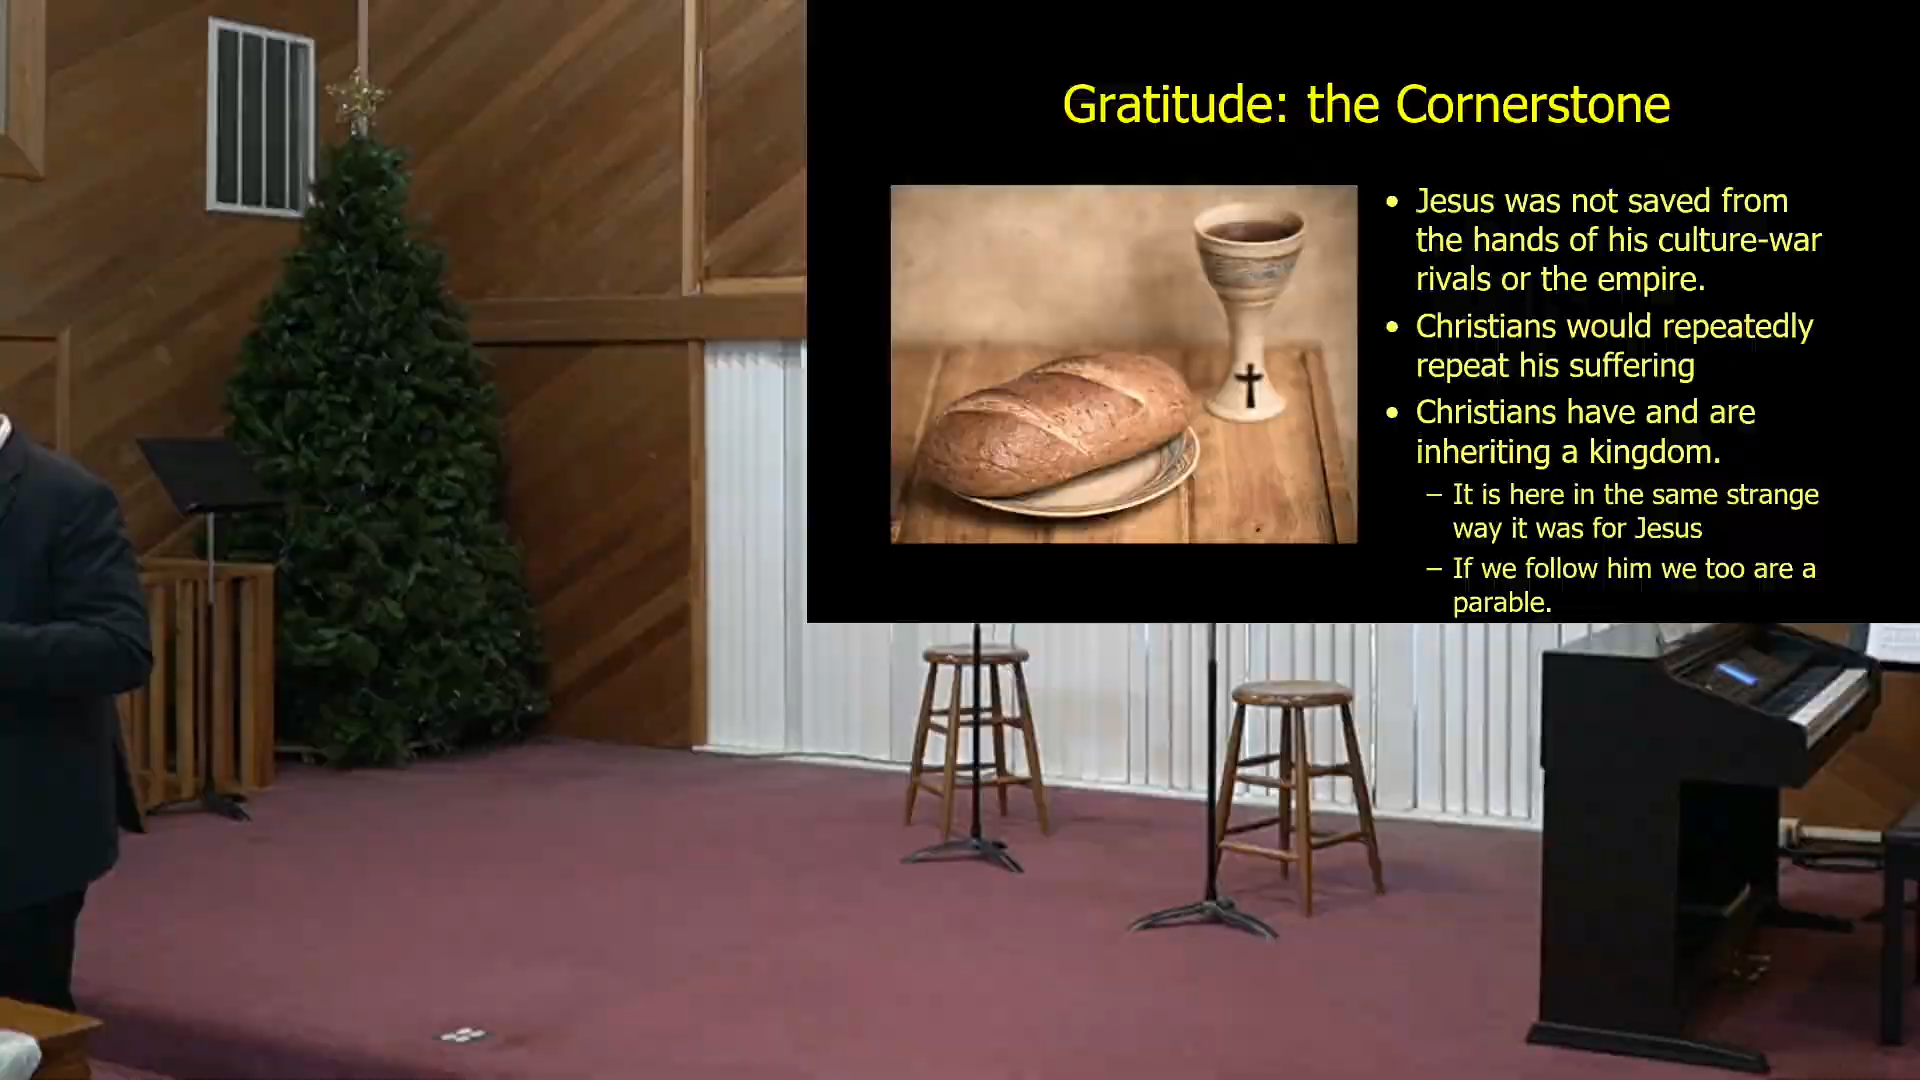 Gratitude: the Cornerstone
• Jesus was not saved from
the hands of his culture-war
rivals or the empire.
• Christians would repeatedly
repeat his suffering
• Christians have and are
inheriting a kingdom.
– It is here in the same strange
way it was for Jesus
– If we follow him we too are a
parable.